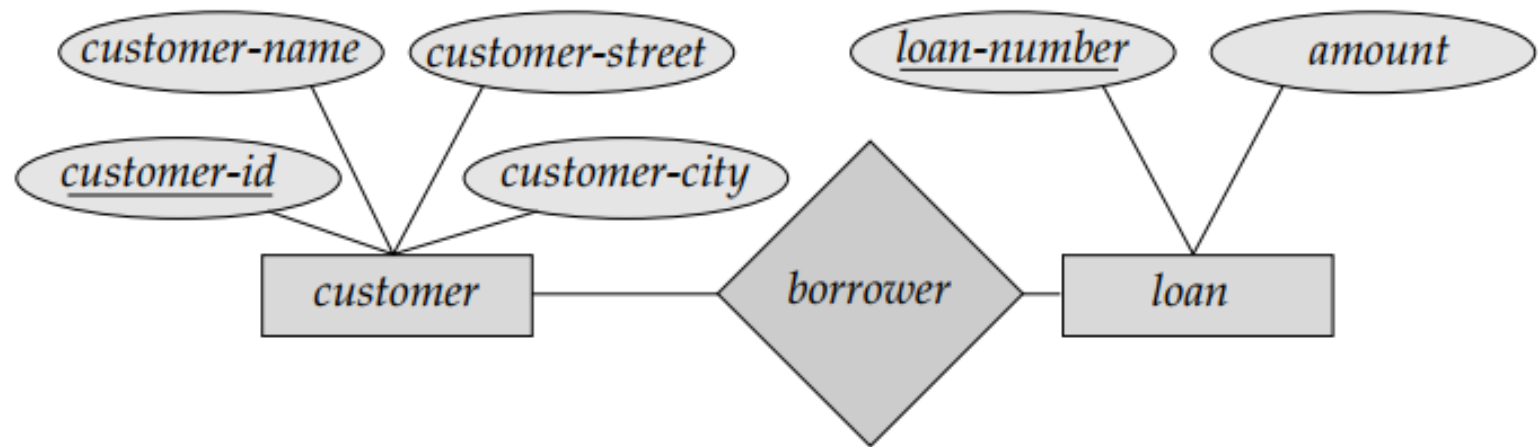 customer-name
customer-street
loan-number
amount
customer-id
customer-city
customer
borrower
loan